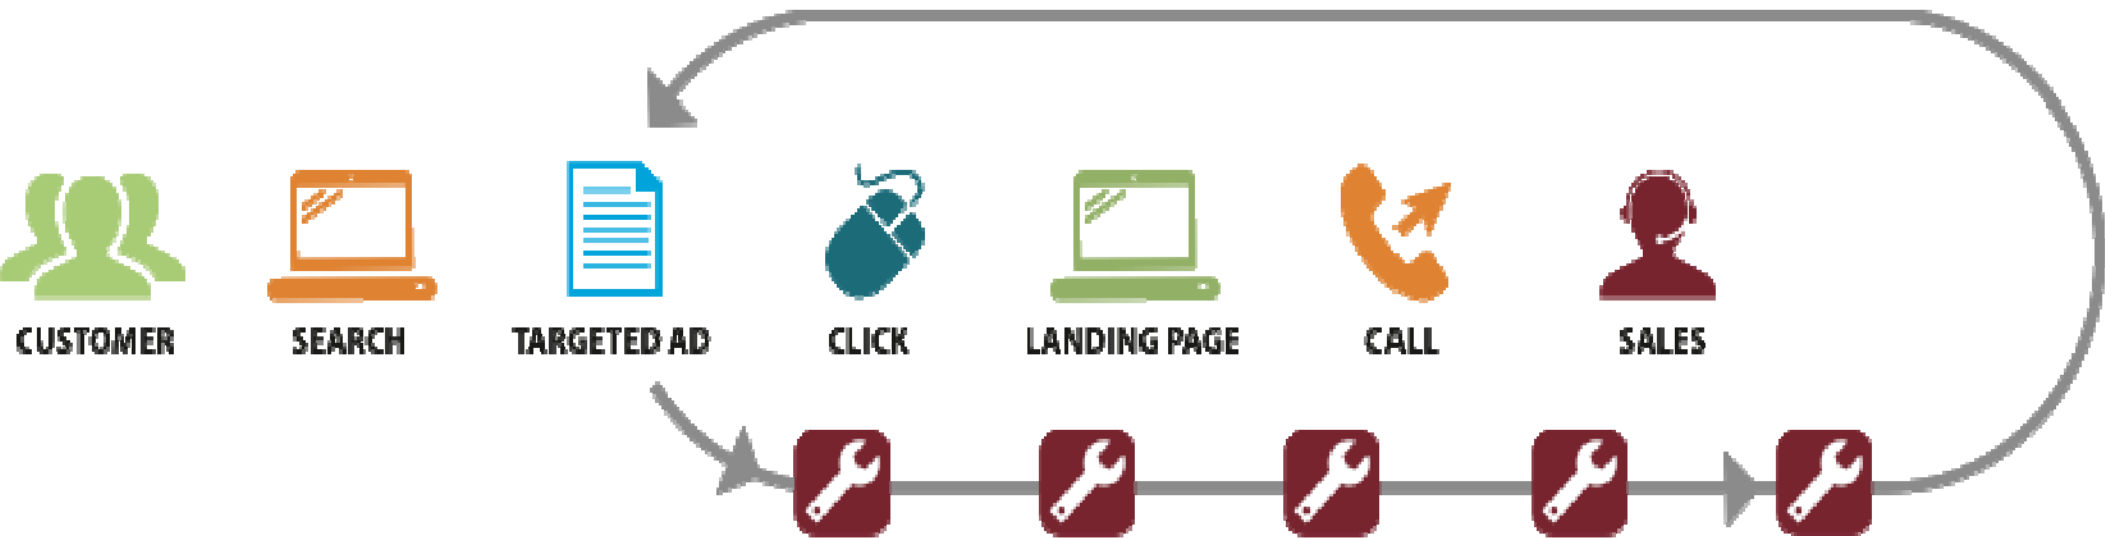 CUSTOMER SEARCH TARGETED AD CLICK LANDING PAGE CALL SALES